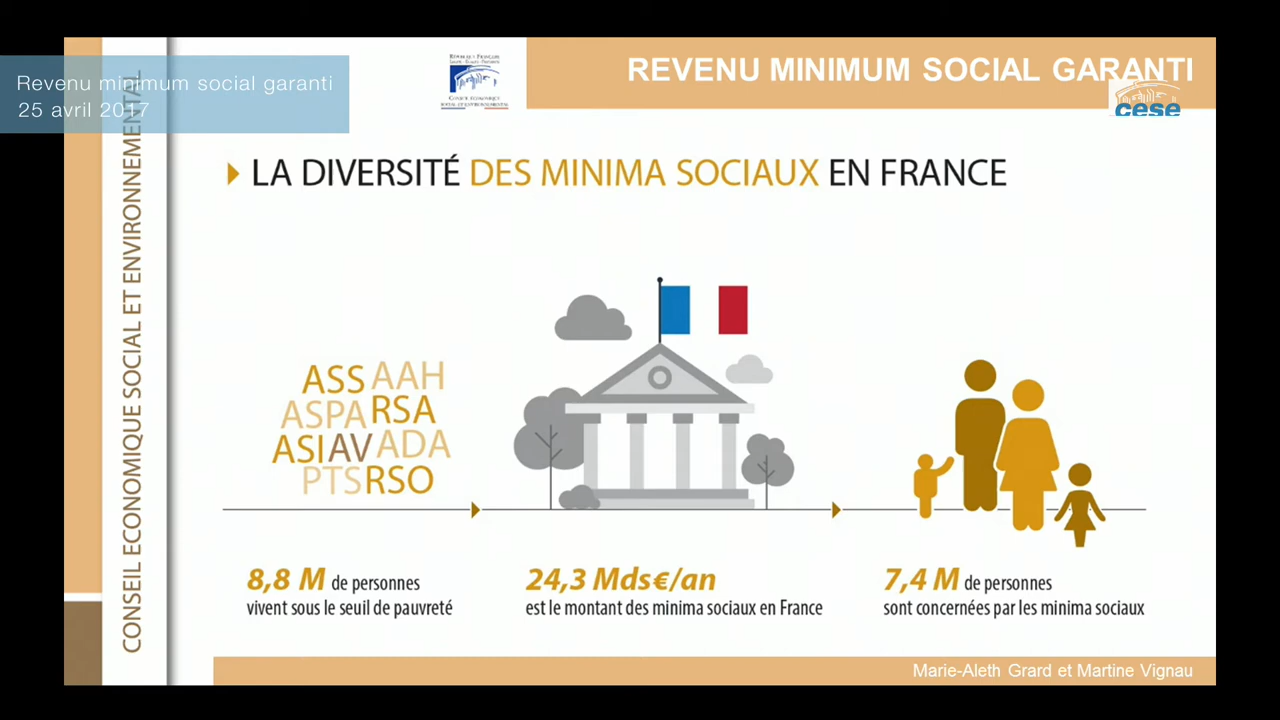 Revenu minimum social garanti
25 avril 2017
CONSEIL ECONOMIQUE SOCIAL ET ENVIRONNEMENTAL
REVENU MINIMUM SOCIAL GARANTI
cese
LA DIVERSITÉ DES MINIMA SOCIAUX EN FRANCE
ASS AAH
ASPA RSA
ASI AV ADA
PTS RSO
8,8 M de personnes
vivent sous le seuil de pauvreté
24,3 Mds€/an
est le montant des minima sociaux en France
7,4 M de personnes
sont concernées par les minima sociaux
Marie-Aleth Grard et Martine Vignau